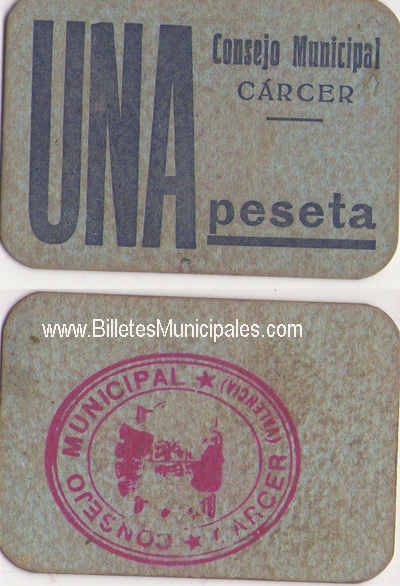 UNA
Consejo Municipal
CÁRCER
peseta
www.BilletesMunicipales.com
CONSEJO MUNICIPAL ★ (VALENCIA)
CARCER ★